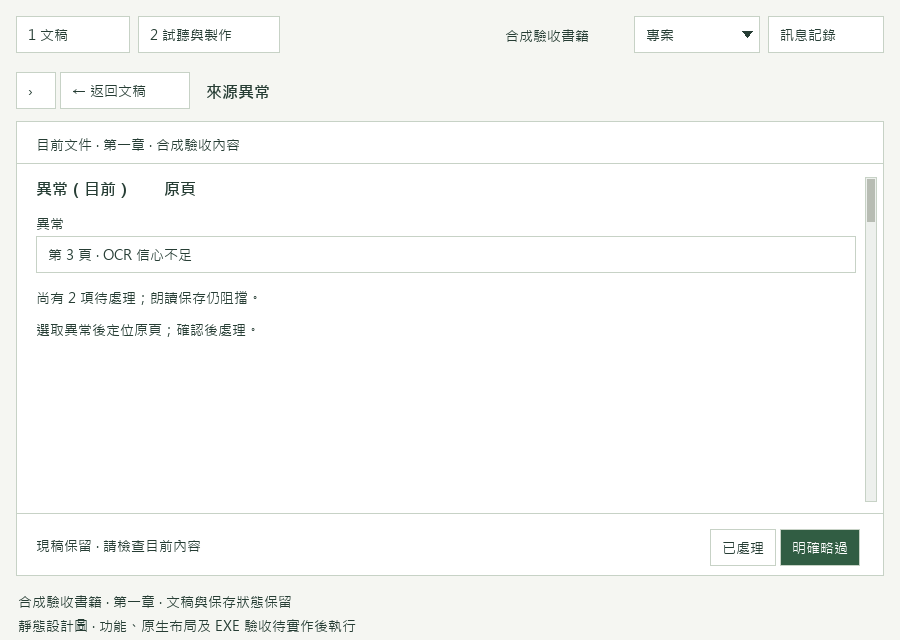 1 文稿
2 試聽與製作
合成驗收書籍
專案
訊息記錄
›
← 返回文稿
來源異常
目前文件 · 第一章 · 合成驗收內容
異常 ( 目前 )
原頁
異常
第 3 頁 · OCR 信心不足
尚有 2 項待處理；朗讀保存仍阻擋。
選取異常後定位原頁；確認後處理。
現稿保留 · 請檢查目前內容
已處理
明確略過
合成驗收書籍 · 第一章 · 文稿與保存狀態保留
靜態設計圖 · 功能、原生布局及 EXE 驗收待實作後執行